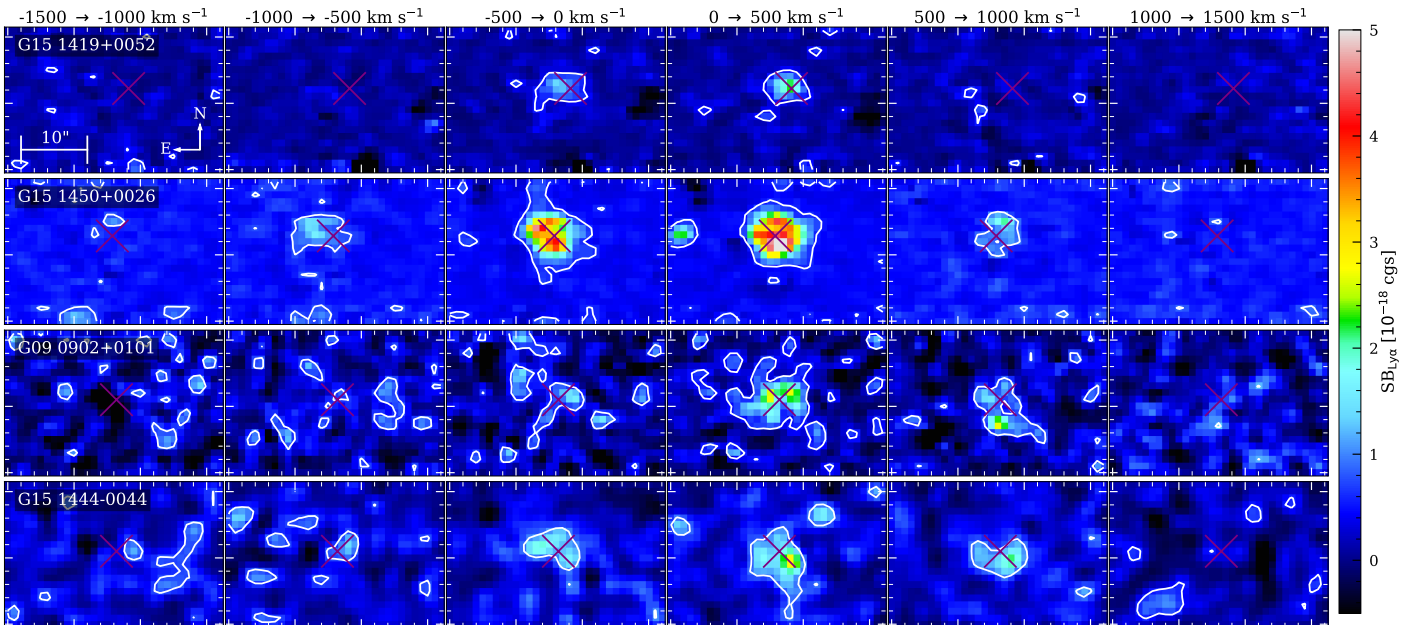 -1500 → -1000 km s⁻¹ -1000 → -500 km s⁻¹ -500 → 0 km s⁻¹ 0 → 500 km s⁻¹ 500 → 1000 km s⁻¹ 1000 → 1500 km s⁻¹
G15 1419+0052
N
10"
E
G15 1450+0026
G09 0902+0101
G15 1444-0044
5
4
3
2
1
0
SB_Lyα [10⁻¹⁸ cgs]